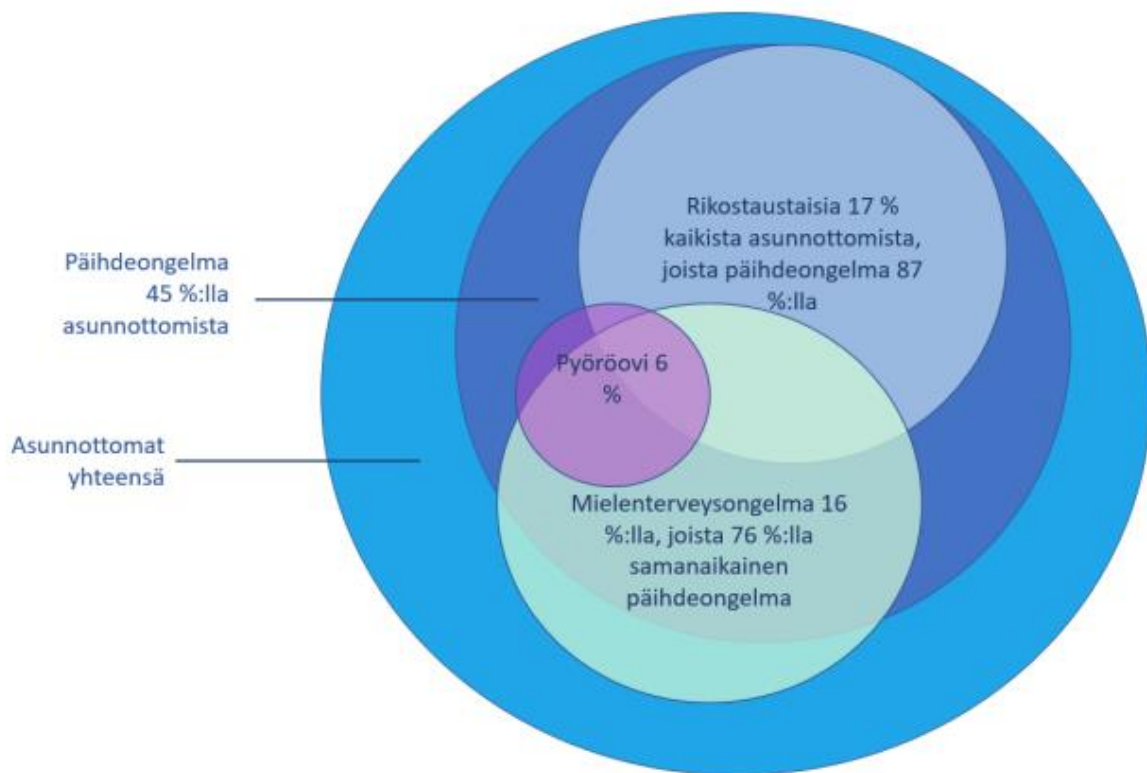 Rikostaustaisia 17 %
kaikista asunnottomista,
joista päihdeongelma 87
%:lla
Päihdeongelma
45 %:lla
asunnottomista
Pyöröovi 6
%
Asunnottomat
yhteensä
Mielenterveysongelma 16
%:lla, joista 76 %:lla
samanaikainen
päihdeongelma